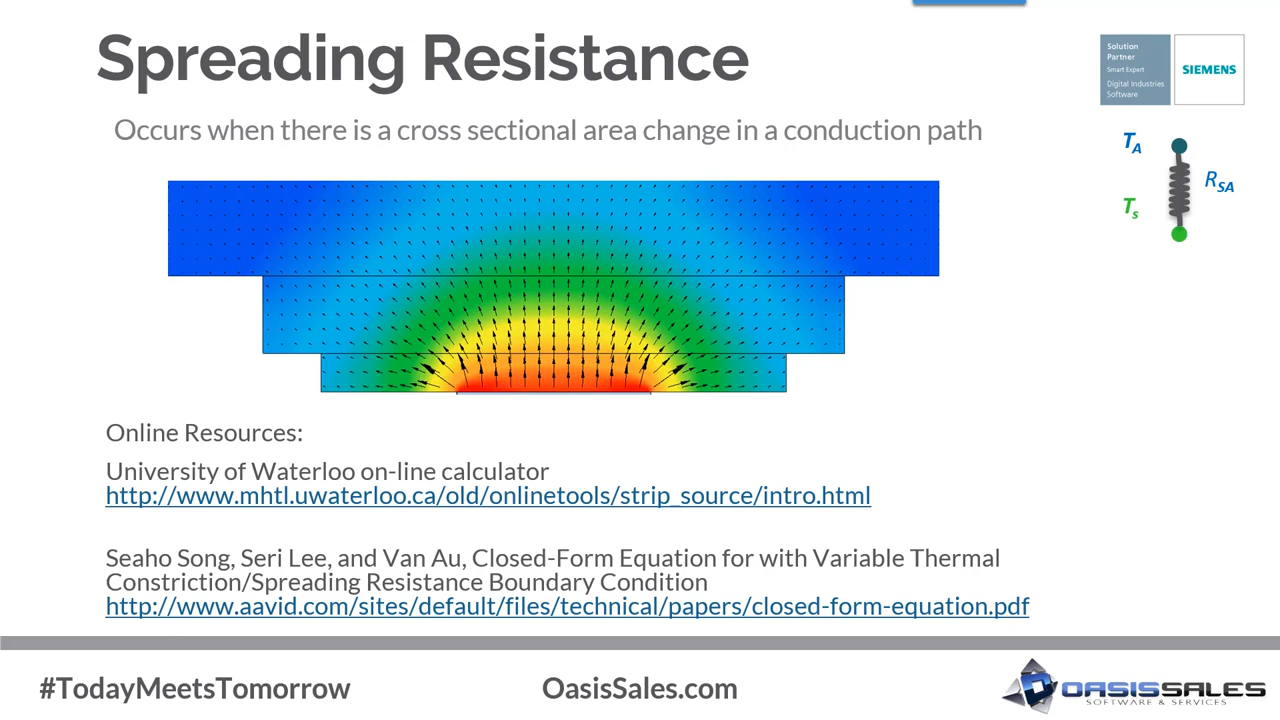 Spreading Resistance
Occurs when there is a cross sectional area change in a conduction path
Solution
Partner
Smart Expert
Digital Industries
Software
SIEMENS
TA
RSA
Ts
Online Resources:
University of Waterloo on-line calculator
http://www.mhtl.uwaterloo.ca/old/onlinetools/strip_source/intro.html
Seaho Song, Seri Lee, and Van Au, Closed-Form Equation for with Variable Thermal
Constriction/Spreading Resistance Boundary Condition
http://www.aavid.com/sites/default/files/technical/papers/closed-form-equation.pdf
#TodayMeetsTomorrow
OasisSales.com
OASISSALES
SOFTWARE & SERVICES